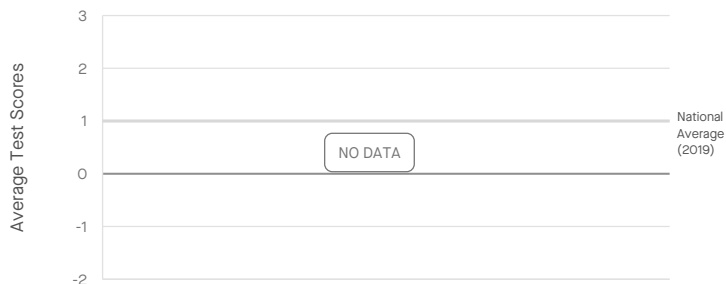 3
2
1
0
-1
-2
Average Test Scores
NO DATA
National
Average
(2019)